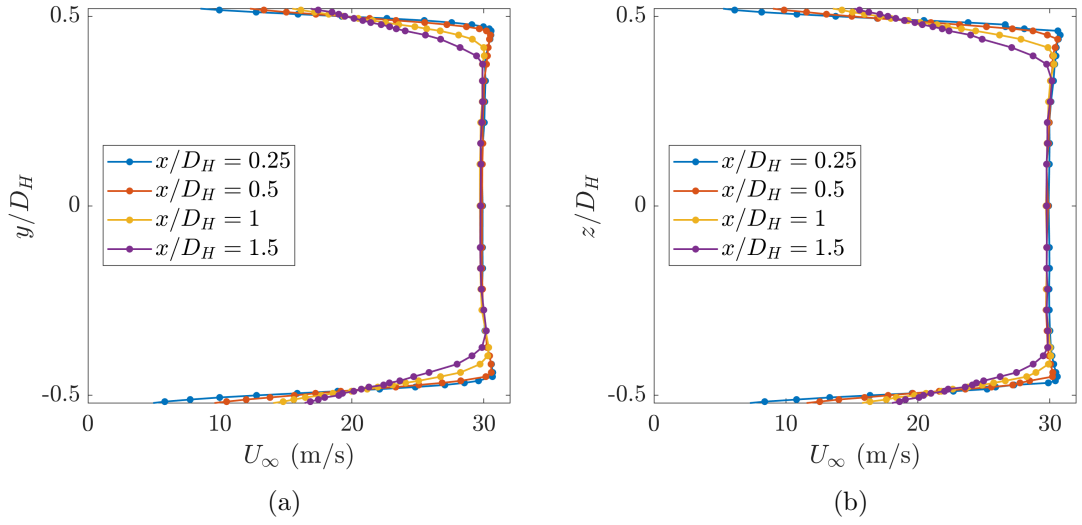 0.5
y/D_H
0
-0.5
x/D_H = 0.25
x/D_H = 0.5
x/D_H = 1
x/D_H = 1.5
0 10 20 30
U_∞ (m/s)
(a)
0.5
z/D_H
0
-0.5
x/D_H = 0.25
x/D_H = 0.5
x/D_H = 1
x/D_H = 1.5
0 10 20 30
U_∞ (m/s)
(b)